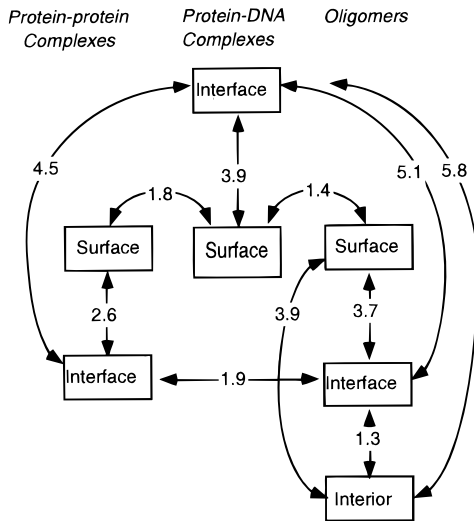 Protein-protein Complexes
Protein-DNA Complexes
Oligomers
Interface
4.5
3.9
5.1
5.8
1.8
1.4
Surface
Surface
Surface
2.6
3.9
3.7
Interface
1.9
Interface
1.3
Interior